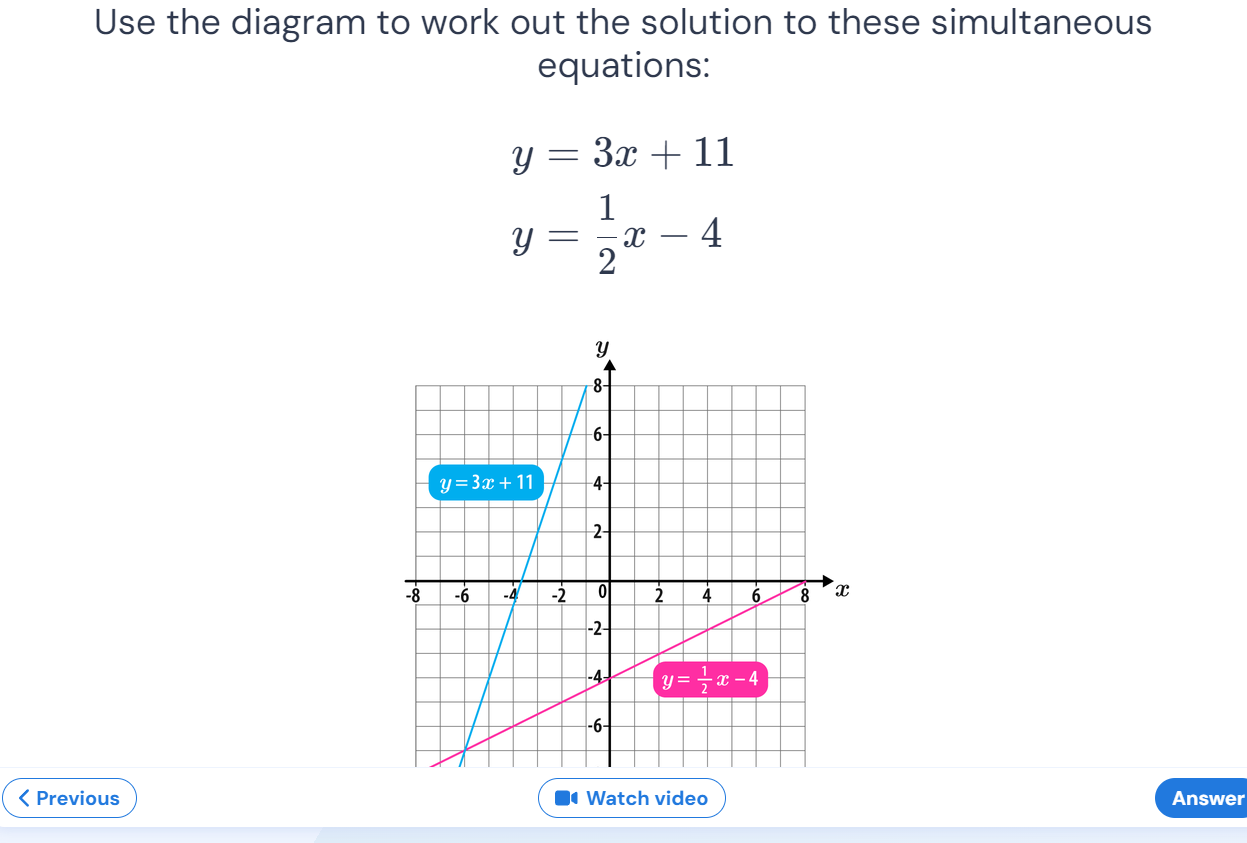 Use the diagram to work out the solution to these simultaneous
equations:
y = 3x + 11
y = 1/2 x − 4
y
8
6
y = 3x + 11
4
2
-8 -6 -4 -2 0 2 4 6 8 x
-2
-4
y = 1/2 x − 4
-6
Previous
Watch video
Answer